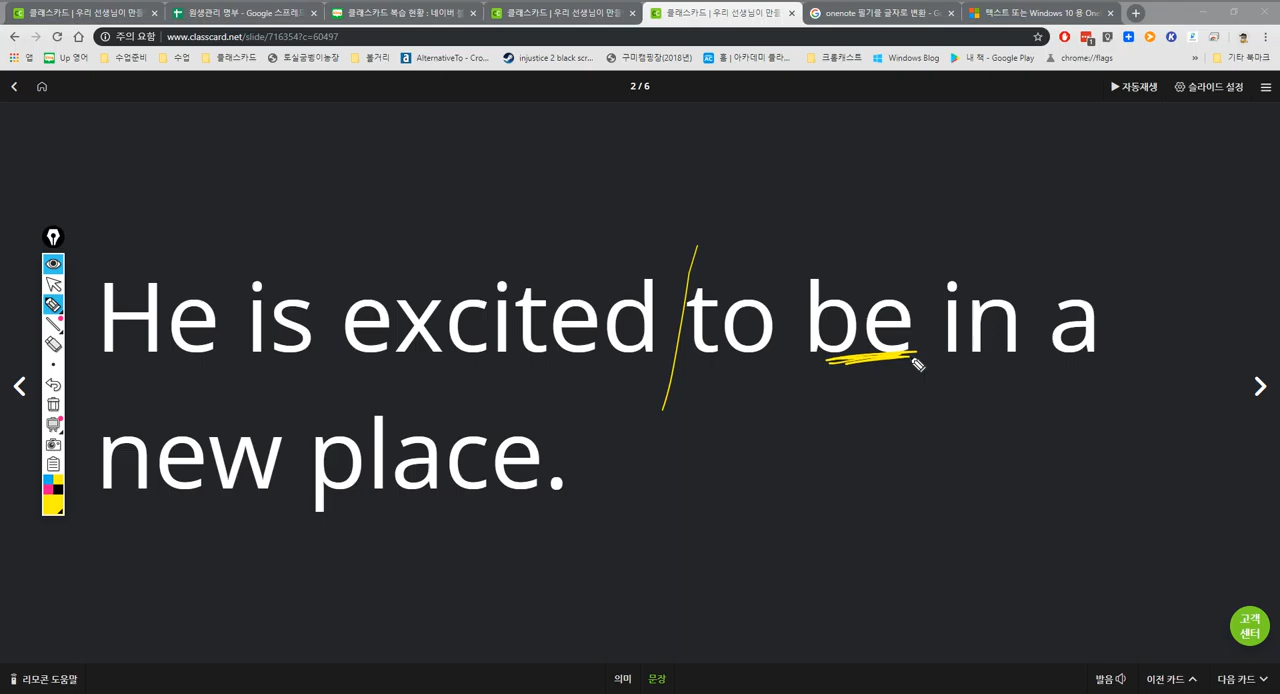 클래스카드 | 우리 선생님이 만들
원생관리 명부 - Google 스프레드
클래스카드 복습 현황 : 네이버
클래스카드 | 우리 선생님이 만들
클래스카드 | 우리 선생님이 만들
onenote 필기를 글자로 변환 - G
텍스트 또는 Windows 10 용 On
주의 요함 | www.classcard.net/slide/716354?c=60497
앱 Up 영어 수업준비 수업 클래스카드 토실궁뎅이농장 볼거리 AlternativeTo - Cro... injustice 2 black scr... 구미캠핑장(2018년) 홈 | 아카데미 클라... 크롬캐스트 Windows Blog 내 책 - Google Play chrome://flags » 기타 북마크
2 / 6
자동재생 슬라이드 설정
He is excited to be in a
new place.
고객
센터
리모콘 도움말 의미 문장 발음 이전 카드 다음 카드